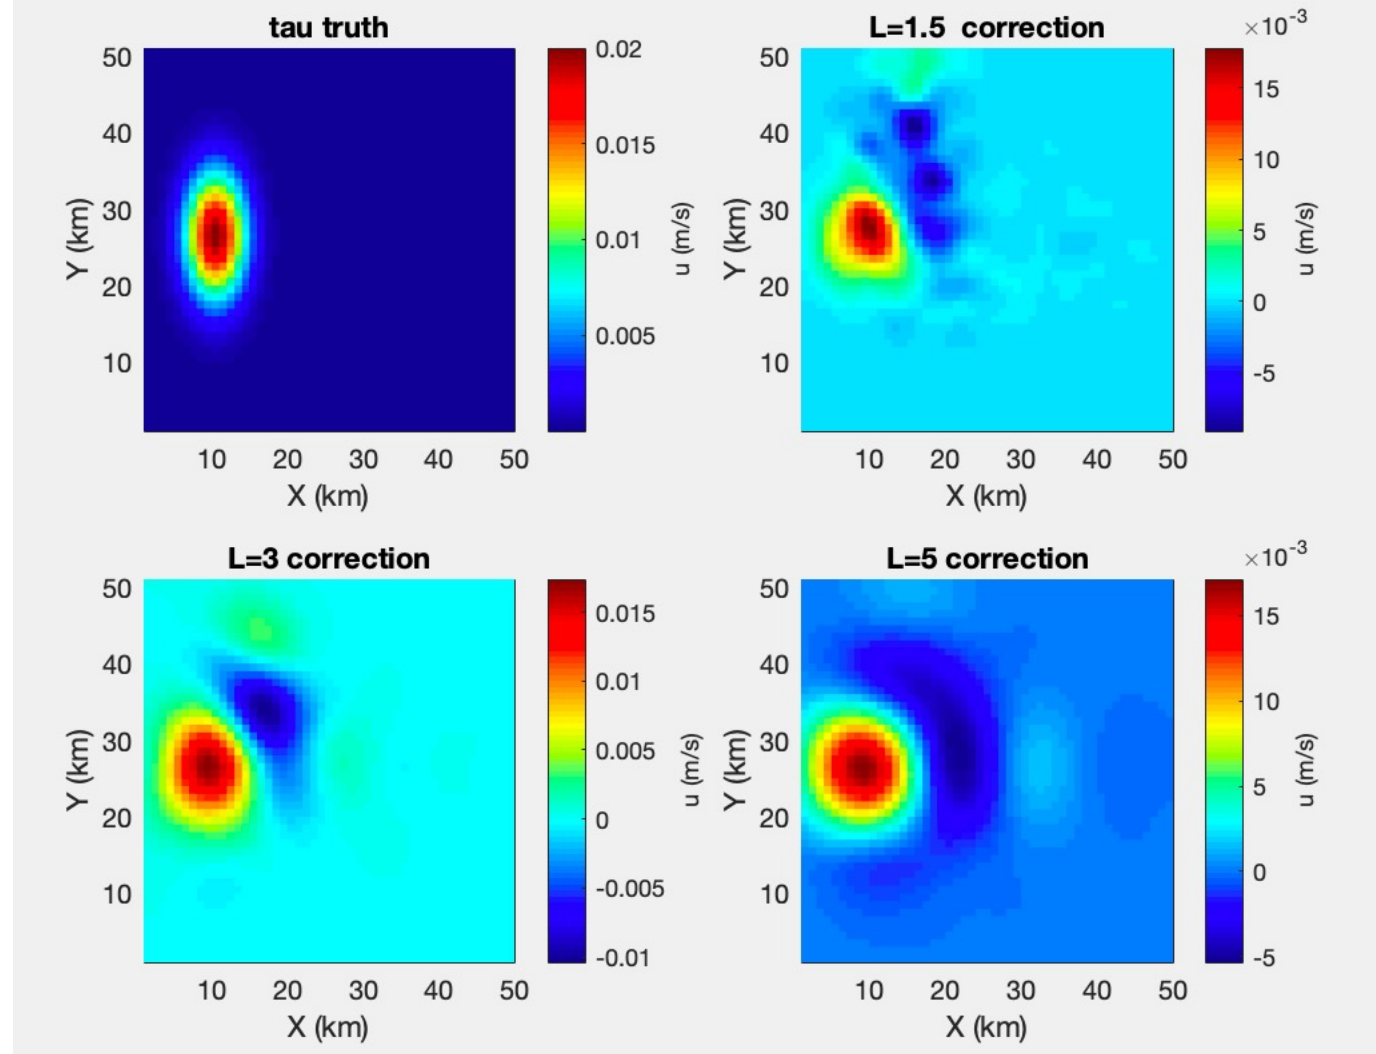 tau truth
50
40
30
20
10
Y (km)
10 20 30 40 50
X (km)
0.02
0.015
0.01
0.005
u (m/s)
L=1.5  correction
×10-3
50
40
30
20
10
Y (km)
10 20 30 40 50
X (km)
15
10
5
0
-5
u (m/s)
L=3 correction
50
40
30
20
10
Y (km)
10 20 30 40 50
X (km)
0.015
0.01
0.005
0
-0.005
-0.01
u (m/s)
L=5 correction
×10-3
50
40
30
20
10
Y (km)
10 20 30 40 50
X (km)
15
10
5
0
-5
u (m/s)